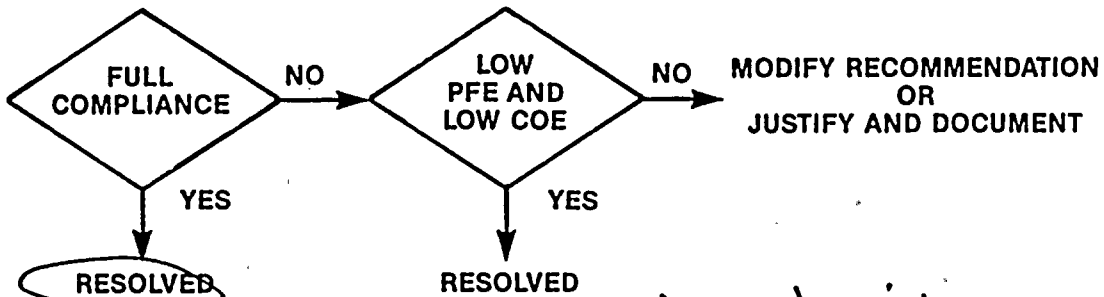 FULL
COMPLIANCE
NO
LOW
PFE AND
LOW COE
NO
MODIFY RECOMMENDATION
OR
JUSTIFY AND DOCUMENT
YES
YES
RESOLVED
RESOLVED